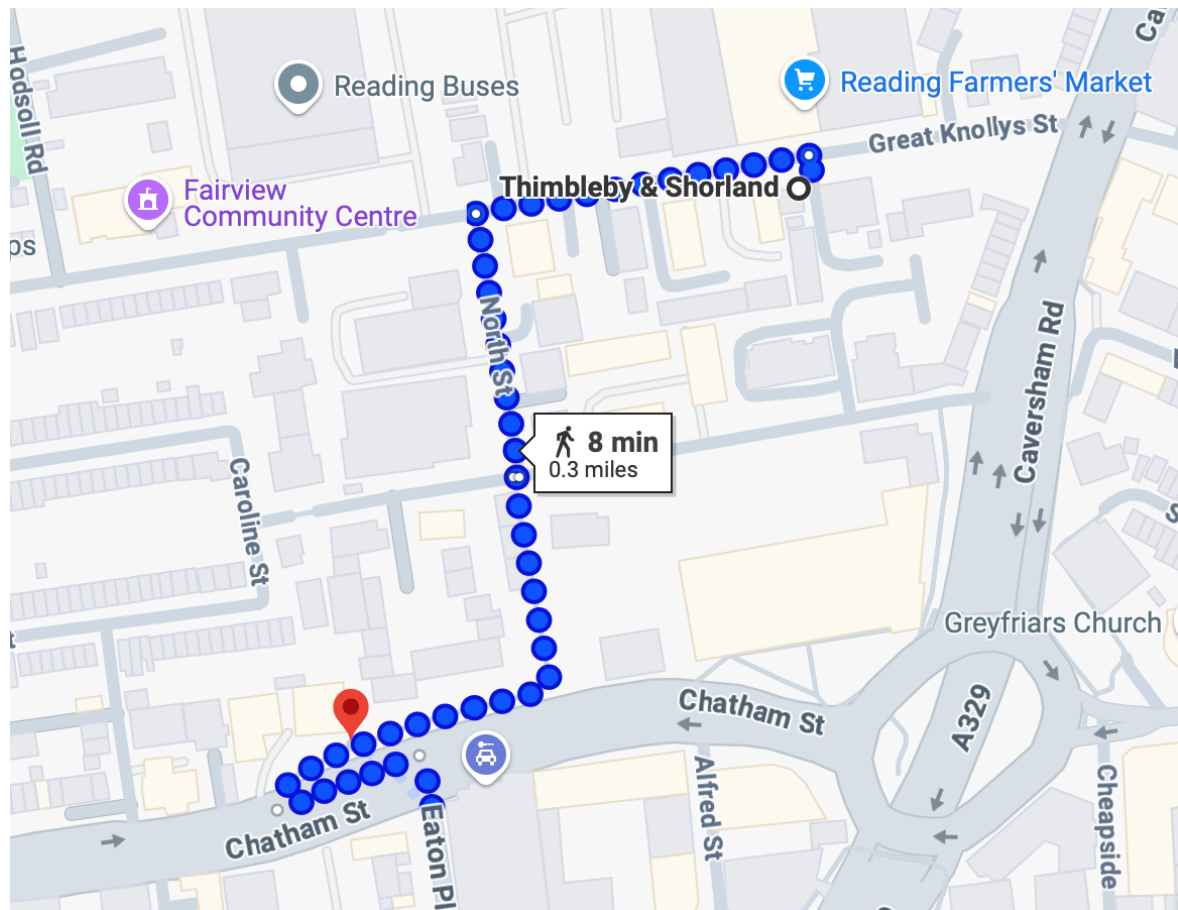 Ca
Hodsoll Rd
Reading Buses
Reading Farmers' Market
Great Knollys St
Thimbleby & Shorland
Fairview
Community Centre
ps
North St
8 min
0.3 miles
Caversham Rd
Caroline St
S
Greyfriars Church
t
Chatham St
A329
Alfred St
Cheapside
Chatham St
Eaton Pl